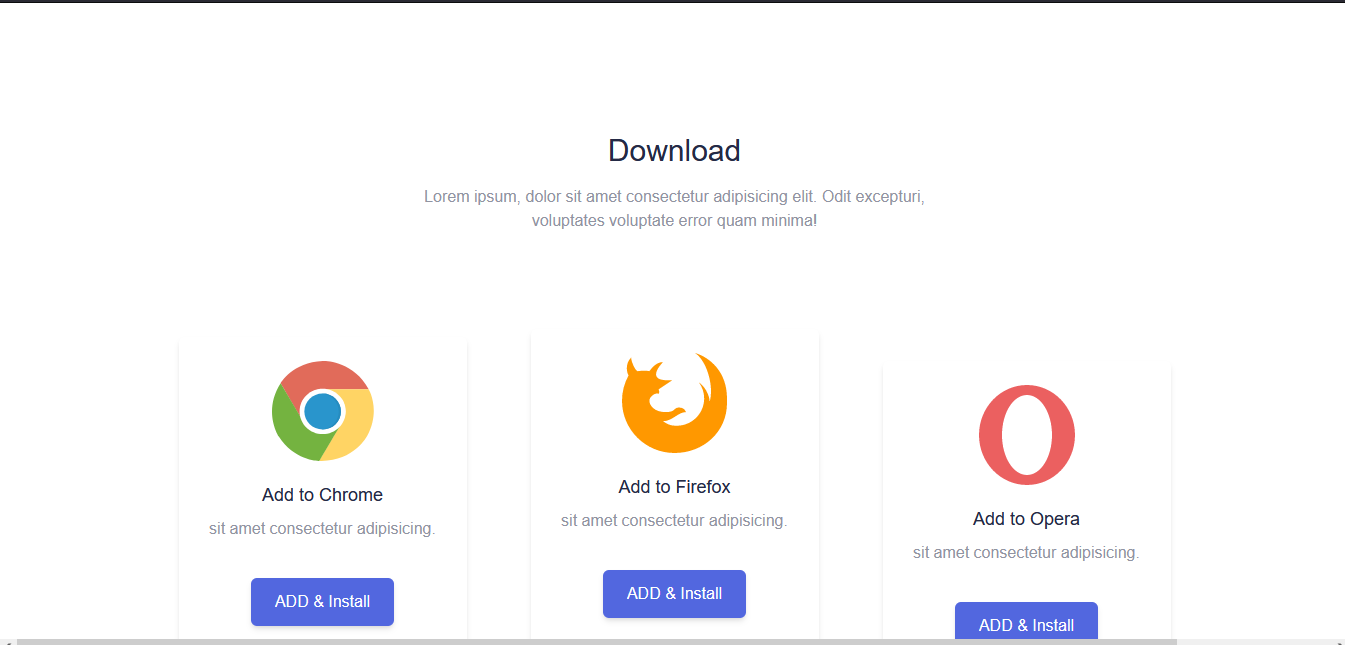 Download
Lorem ipsum, dolor sit amet consectetur adipisicing elit. Odit excepturi,
voluptates voluptate error quam minima!
Add to Chrome
sit amet consectetur adipisicing.
ADD & Install
Add to Firefox
sit amet consectetur adipisicing.
ADD & Install
Add to Opera
sit amet consectetur adipisicing.
ADD & Install